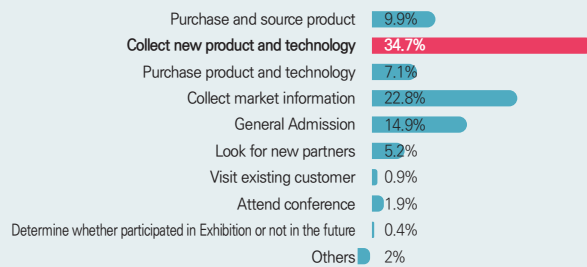 Purchase and source product 9.9%
Collect new product and technology 34.7%
Purchase product and technology 7.1%
Collect market information 22.8%
General Admission 14.9%
Look for new partners 5.2%
Visit existing customer 0.9%
Attend conference 1.9%
Determine whether participated in Exhibition or not in the future 0.4%
Others 2%